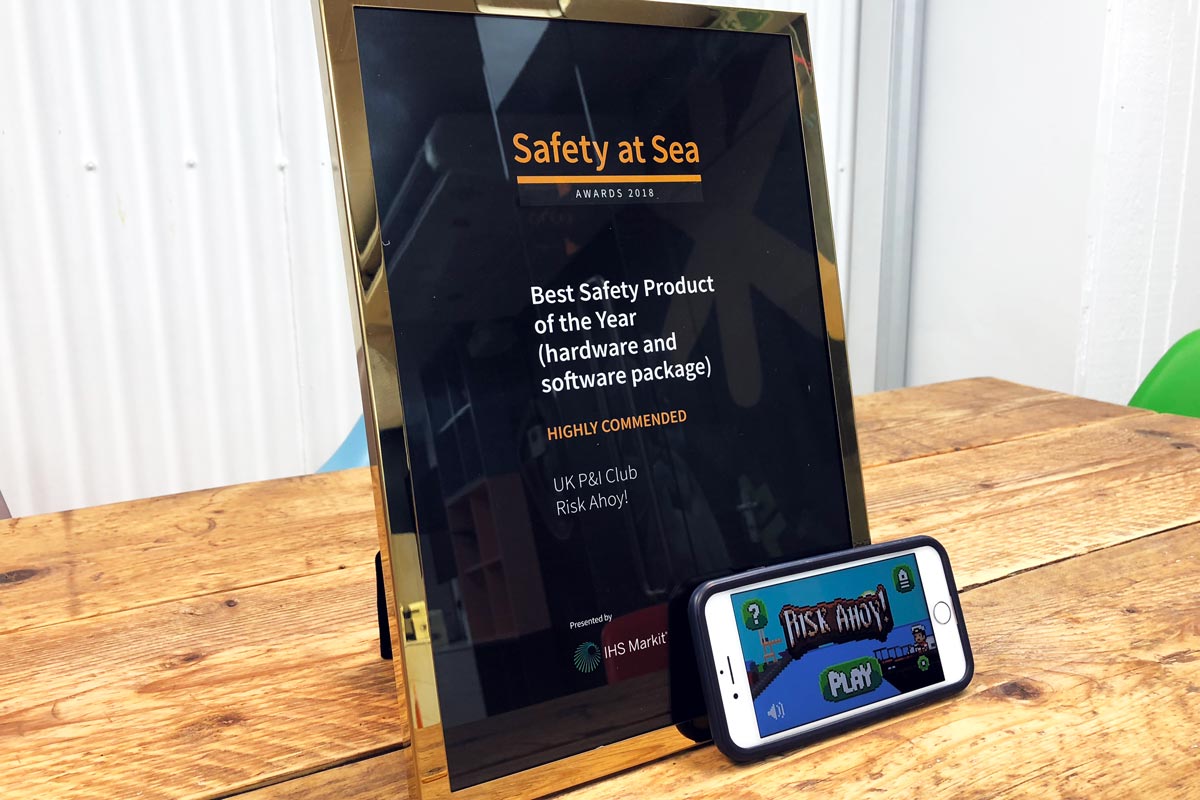 Safety at Sea
AWARDS 2018
Best Safety Product
of the Year
(hardware and
software package)
HIGHLY COMMENDED
UK P&I Club
Risk Ahoy!
Presented by
IHS Markit
?
RISK AHOY!
PLAY